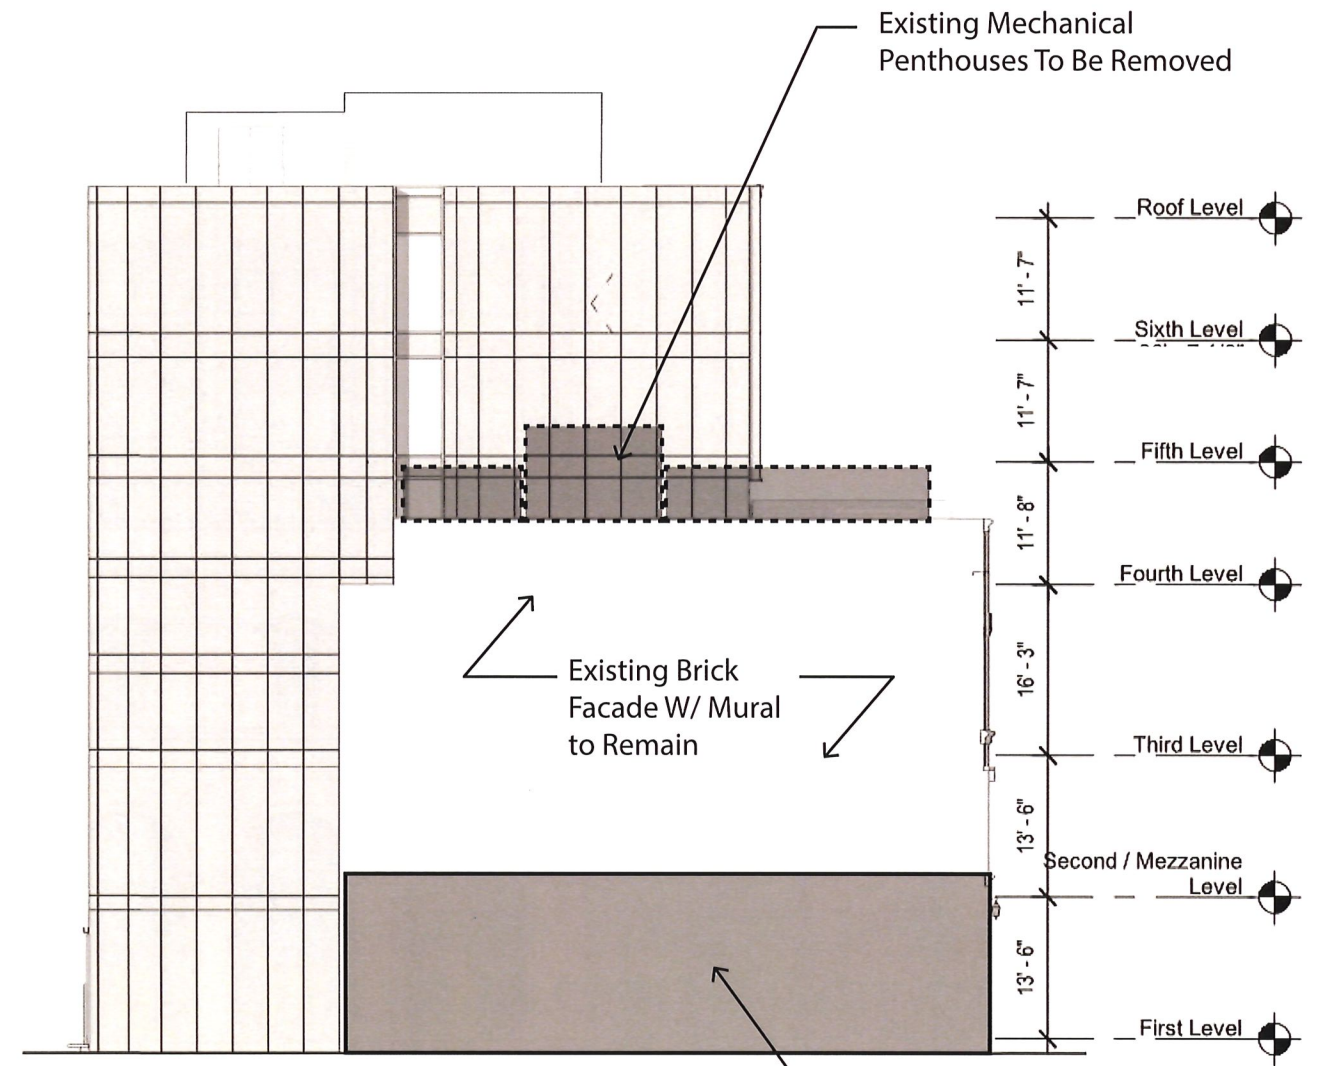 Existing Mechanical
Penthouses To Be Removed
Roof Level
11' - 7"
Sixth Level
11' - 7"
Fifth Level
11' - 8"
Fourth Level
16' - 3"
Existing Brick
Facade W/ Mural
to Remain
Third Level
13' - 6"
Second / Mezzanine
Level
13' - 6"
First Level